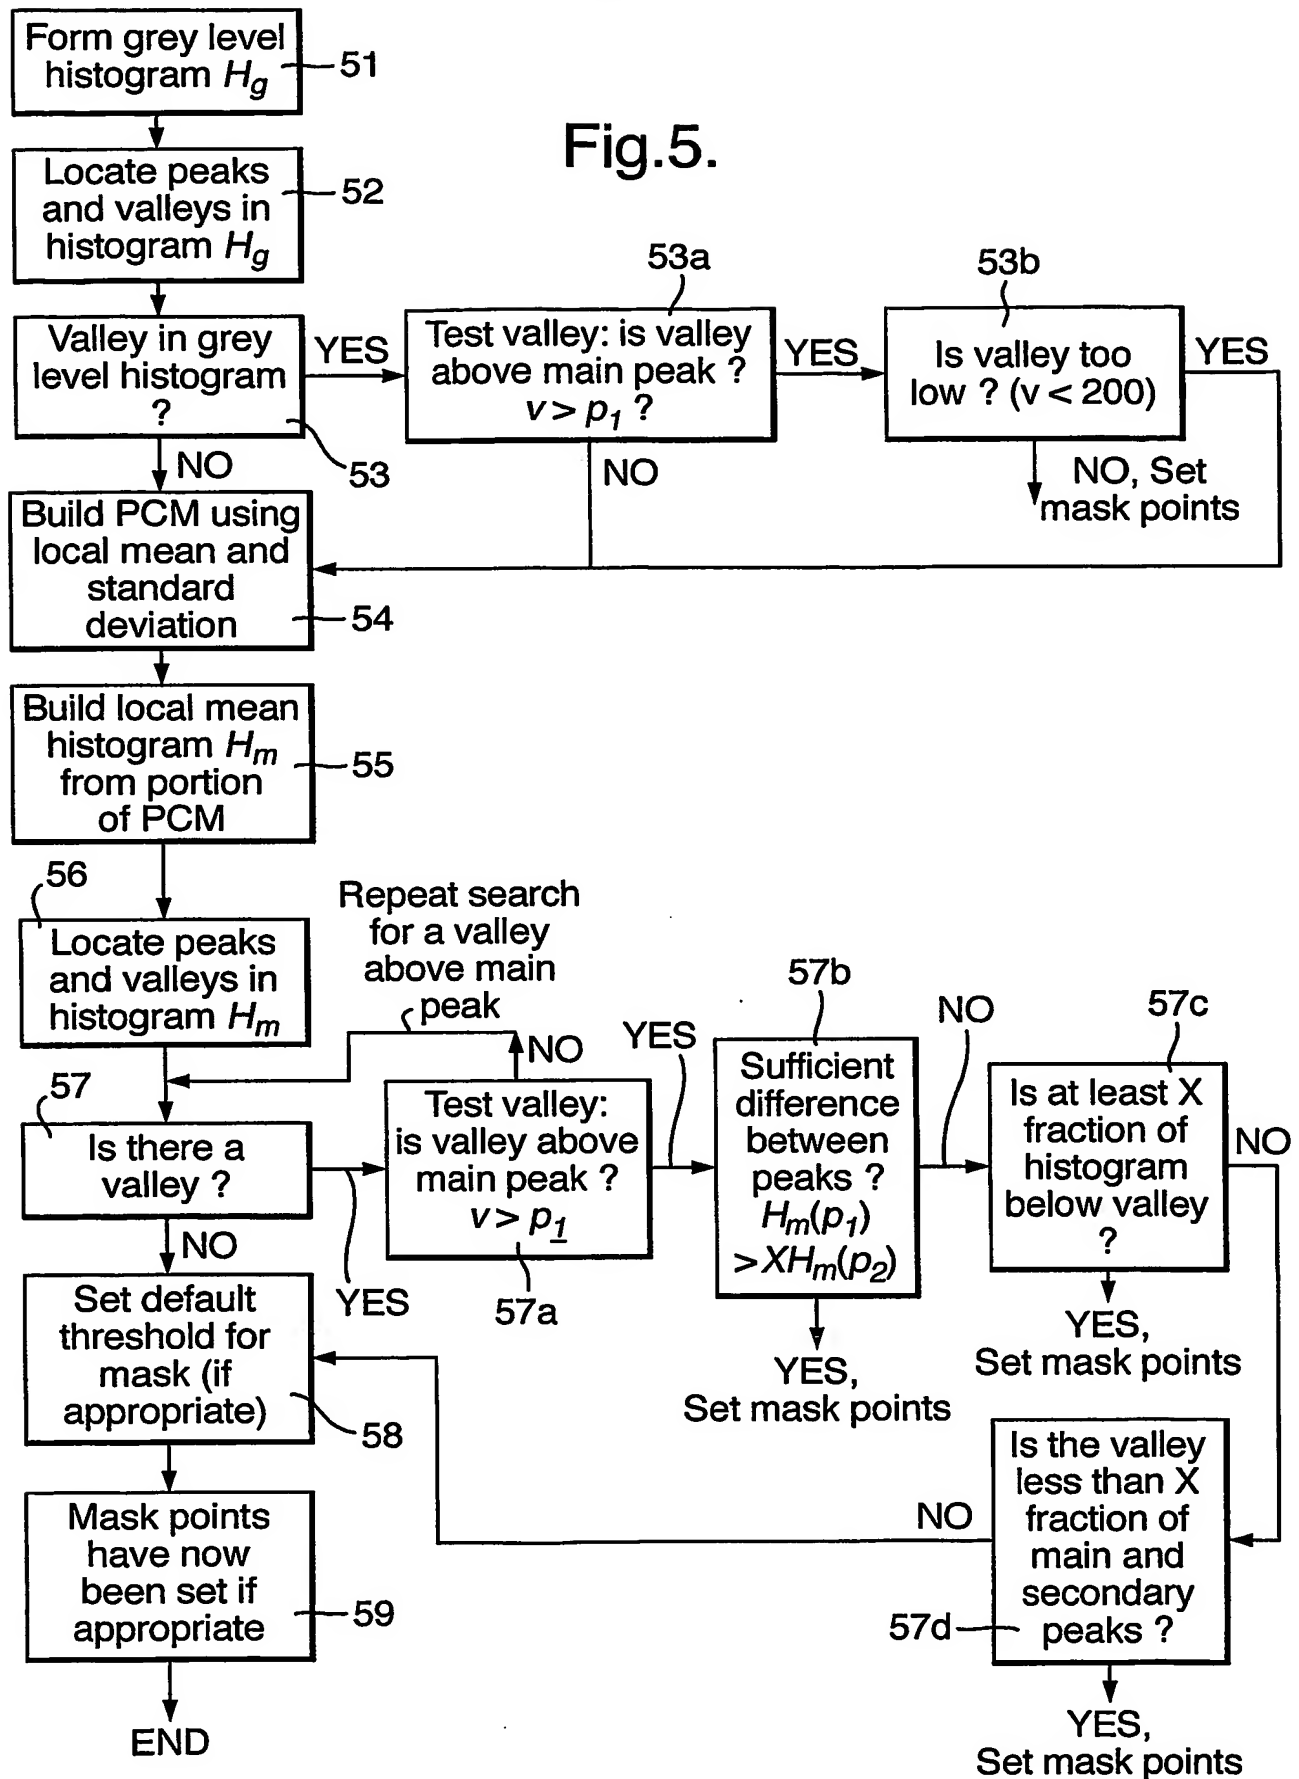 Form grey level
histogram Hg
51
Fig.5.
Locate peaks
and valleys in
histogram Hg
52
Valley in grey
level histogram
?
53
YES
53a
Test valley: is valley
above main peak ?
v > p1 ?
YES
53b
Is valley too
low ? (v < 200)
YES
NO
NO
NO, Set
mask points
Build PCM using
local mean and
standard
deviation
54
Build local mean
histogram Hm
from portion
of PCM
55
56
Locate peaks
and valleys in
histogram Hm
Repeat search
for a valley
above main
peak
NO
57
Is there a
valley ?
YES
NO
Test valley:
is valley above
main peak ?
v > p1
57a
YES
57b
Sufficient
difference
between
peaks ?
Hm(p1)
> XHm(p2)
YES,
Set mask points
NO
57c
Is at least X
fraction of
histogram
below valley
?
NO
YES,
Set mask points
Set default
threshold for
mask (if
appropriate)
58
Is the valley
less than X
fraction of
main and
secondary
peaks ?
57d
NO
YES,
Set mask points
Mask points
have now
been set if
appropriate
59
END